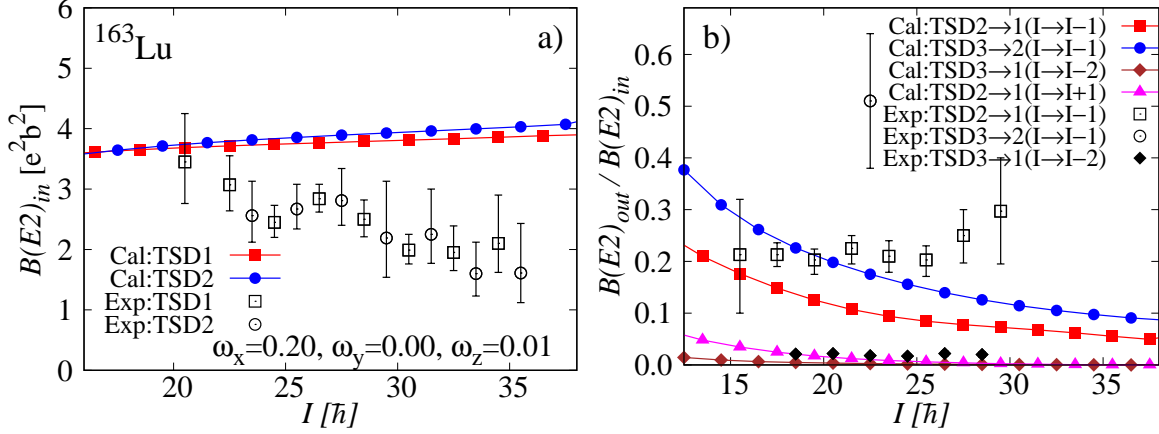 ¹⁶³Lu
a)
B(E2)in [e²b²]
6
5
4
3
2
1
0
Cal:TSD1
Cal:TSD2
Exp:TSD1
Exp:TSD2
ωx=0.20, ωy=0.00, ωz=0.01
20 25 30 35
I [ħ]
b)
B(E2)out / B(E2)in
0.6
0.5
0.4
0.3
0.2
0.1
0.0
Cal:TSD2→1(I→I−1)
Cal:TSD3→2(I→I−1)
Cal:TSD3→1(I→I−2)
Cal:TSD2→1(I→I+1)
Exp:TSD2→1(I→I−1)
Exp:TSD3→2(I→I−1)
Exp:TSD3→1(I→I−2)
15 20 25 30 35
I [ħ]